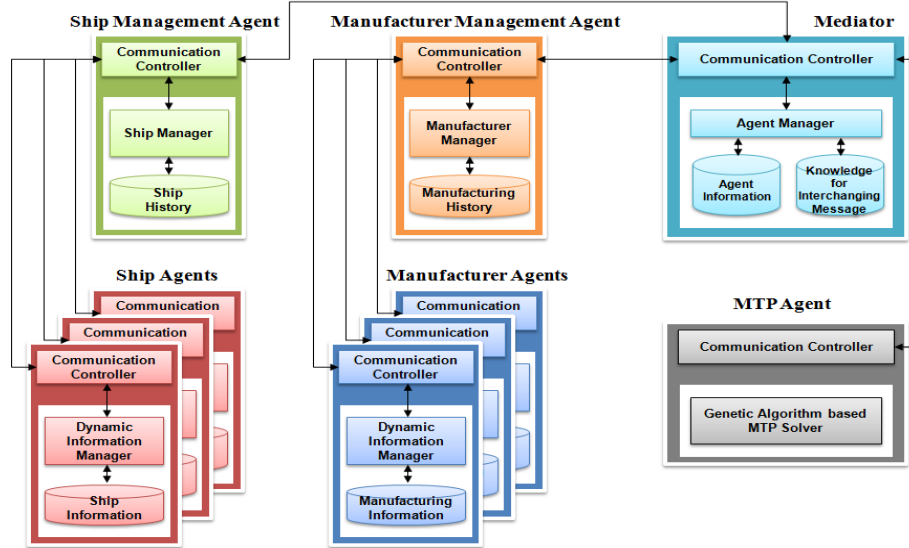 Ship Management Agent
Communication
Controller
Ship Manager
Ship
History
Manufacturer Management Agent
Communication
Controller
Manufacturer
Manager
Manufacturing
History
Mediator
Communication Controller
Agent Manager
Agent
Information
Knowledge
for
Interchanging
Message
Ship Agents
Communication
Communication
Communication
Controller
Dynamic
Information
Manager
Ship
Information
Manufacturer Agents
Communication
Communication
Communication
Controller
Dynamic
Information
Manager
Manufacturing
Information
MTP Agent
Communication Controller
Genetic Algorithm based
MTP Solver